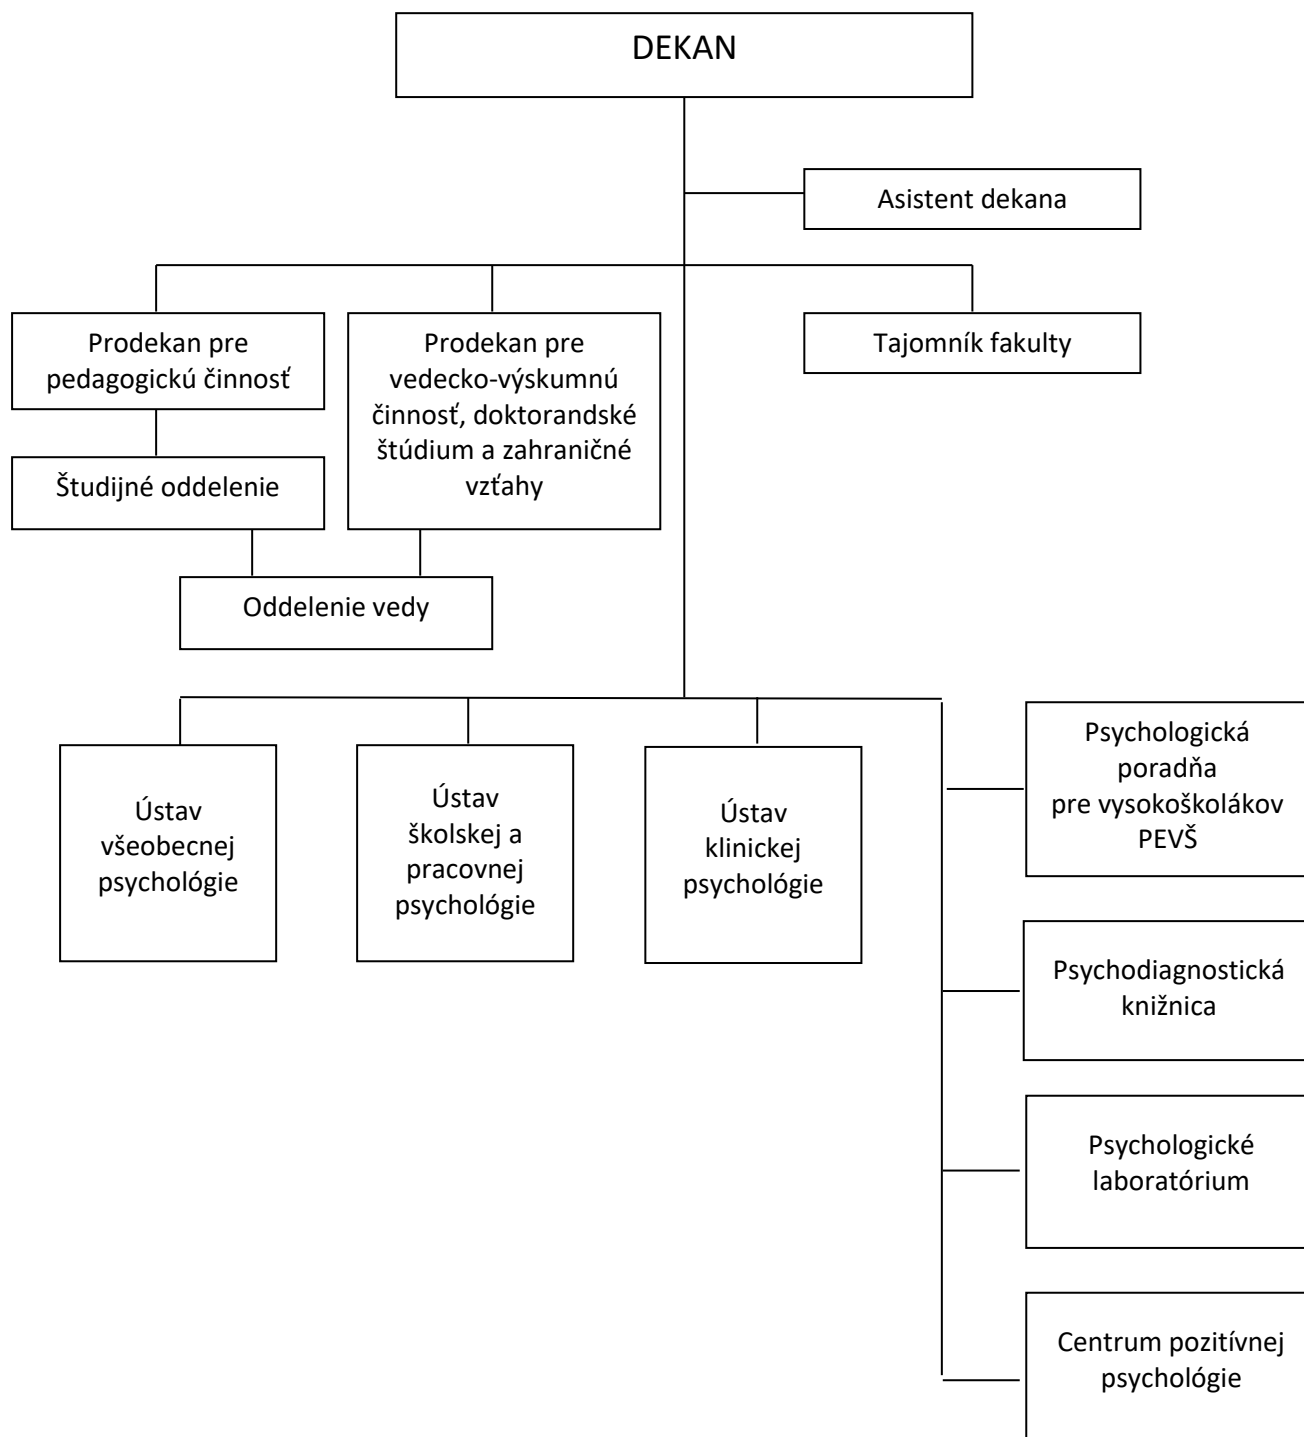 DEKAN
Asistent dekana
Prodekan pre
pedagogickú činnosť
Prodekan pre
vedecko-výskumnú
činnosť, doktorandské
štúdium a zahraničné
vzťahy
Tajomník fakulty
Študijné oddelenie
Oddelenie vedy
Ústav
všeobecnej
psychológie
Ústav
školskej a
pracovnej
psychológie
Ústav
klinickej
psychológie
Psychologická
poradňa
pre vysokoškolákov
PEVŠ
Psychodiagnostická
knižnica
Psychologické
laboratórium
Centrum pozitívnej
psychológie